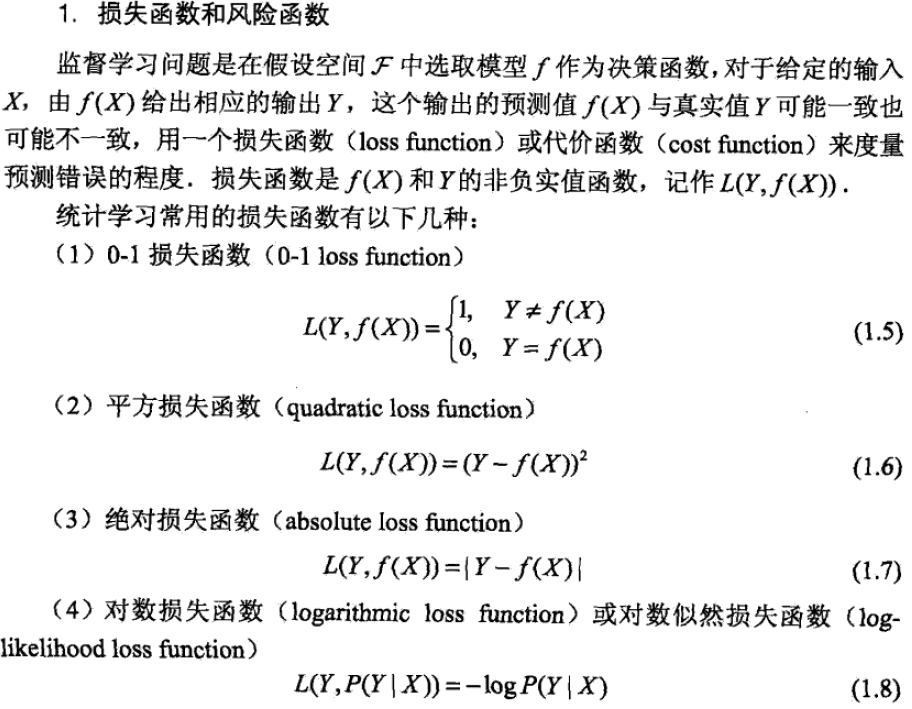 1. 损失函数和风险函数
监督学习问题是在假设空间 𝓕 中选取模型 f 作为决策函数,对于给定的输入
X, 由 f(X) 给出相应的输出 Y, 这个输出的预测值 f(X) 与真实值 Y 可能一致也
可能不一致, 用一个损失函数 (loss function) 或代价函数 (cost function) 来度量
预测错误的程度. 损失函数是 f(X) 和 Y 的非负实值函数, 记作 L(Y, f(X)).
统计学习常用的损失函数有以下几种:
(1) 0-1 损失函数 (0-1 loss function)
L(Y, f(X)) = { 1, Y ≠ f(X)
0, Y = f(X) (1.5)
(2) 平方损失函数 (quadratic loss function)
L(Y, f(X)) = (Y − f(X))² (1.6)
(3) 绝对损失函数 (absolute loss function)
L(Y, f(X)) = | Y − f(X) | (1.7)
(4) 对数损失函数 (logarithmic loss function) 或对数似然损失函数 (log-
likelihood loss function)
L(Y, P(Y | X)) = − log P(Y | X) (1.8)